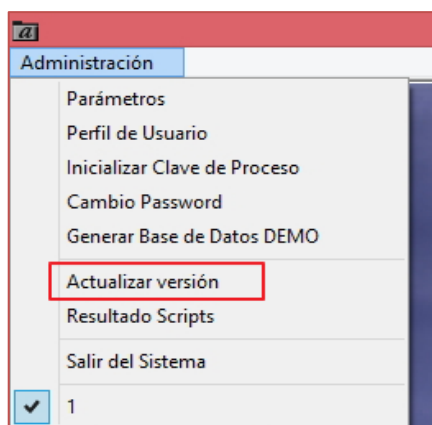 a
Administración
Parámetros
Perfil de Usuario
Inicializar Clave de Proceso
Cambio Password
Generar Base de Datos DEMO
Actualizar versión
Resultado Scripts
Salir del Sistema
1